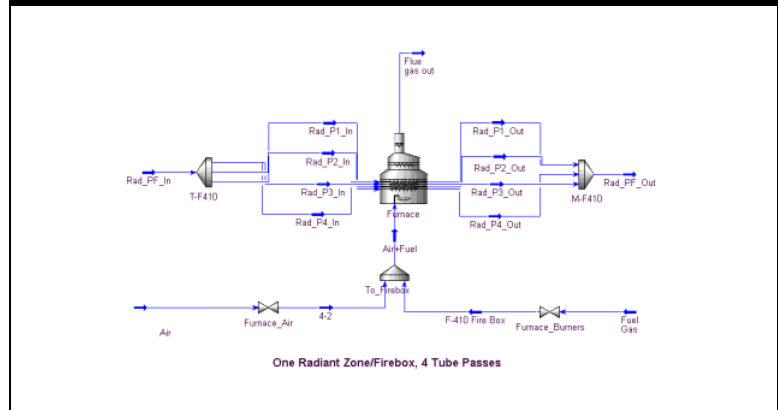 Flue
gas out
Rad_P1_In
Rad_P1_Out
Rad_P2_In
Rad_P2_Out
Rad_PF_In
T-F410
Rad_P3_In
Furnace
Rad_P3_Out
M-F410
Rad_PF_Out
Rad_P4_In
Rad_P4_Out
Air+Fuel
To_Firebox
Air
Furnace_Air
4-2
F-410 Fire Box
Furnace_Burners
Fuel
Gas
One Radiant Zone/Firebox, 4 Tube Passes